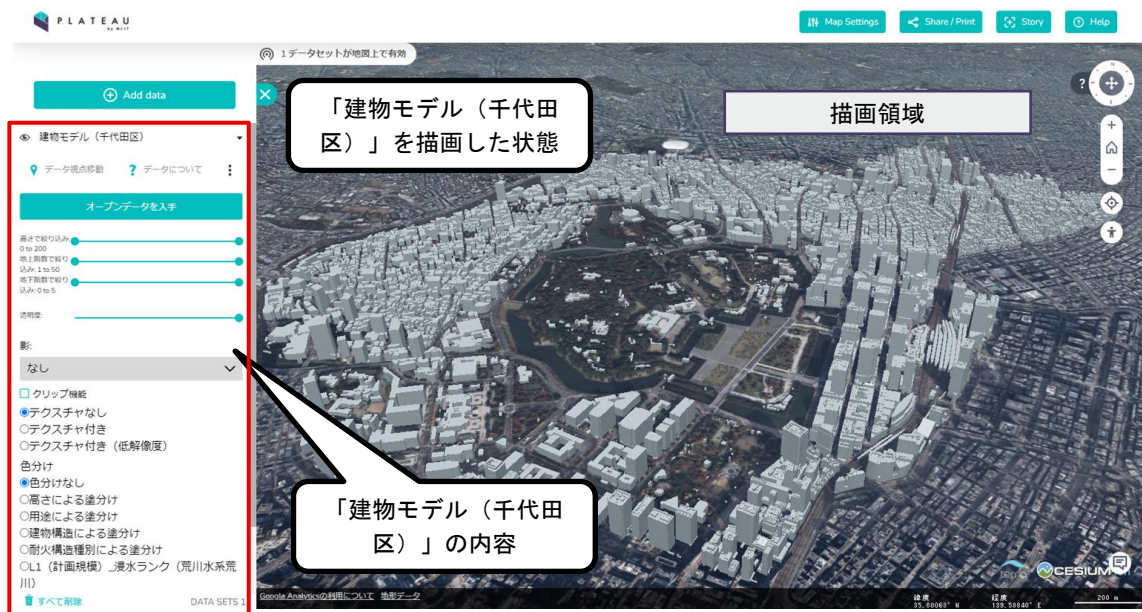 PLATEAU
by MLIT
Map Settings
Share / Print
Story
Help
1データセットが地図上で有効
Add data
「建物モデル（千代田
区）」を描画した状態
描画領域
建物モデル（千代田区）
データ視点移動
データについて
オープンデータを入手
高さで絞り込み:
0 to 200
地上階数で絞り
込み: 1 to 50
地下階数で絞り
込み: 0 to 5
透明度:
影:
なし
クリップ機能
テクスチャなし
テクスチャ付き
テクスチャ付き（低解像度）
色分け
色分けなし
高さによる塗分け
用途による塗分け
建物構造による塗分け
耐火構造種別による塗分け
L1（計画規模）_浸水ランク（荒川水系荒
川）
すべて削除
DATA SETS 1
「建物モデル（千代田
区）」の内容
Google Analyticsの利用について 地形データ
CESIUM
緯度
35.60068° N
経度
139.58840° E
200 m
N
?